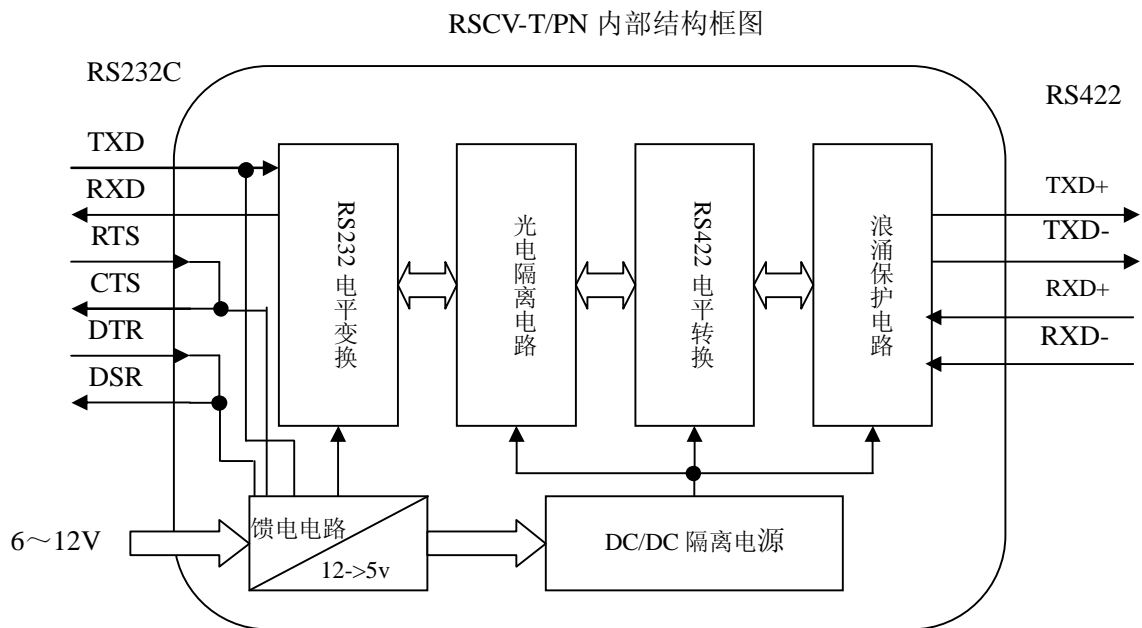 RSCV-T/PN 内部结构框图
RS232C
RS422
TXD
RXD
RTS
CTS
DTR
DSR
RS232 电平变换
光电隔离电路
RS422 电平转换
浪涌保护电路
TXD+
TXD-
RXD+
RXD-
6～12V
馈电电路
12->5v
DC/DC 隔离电源